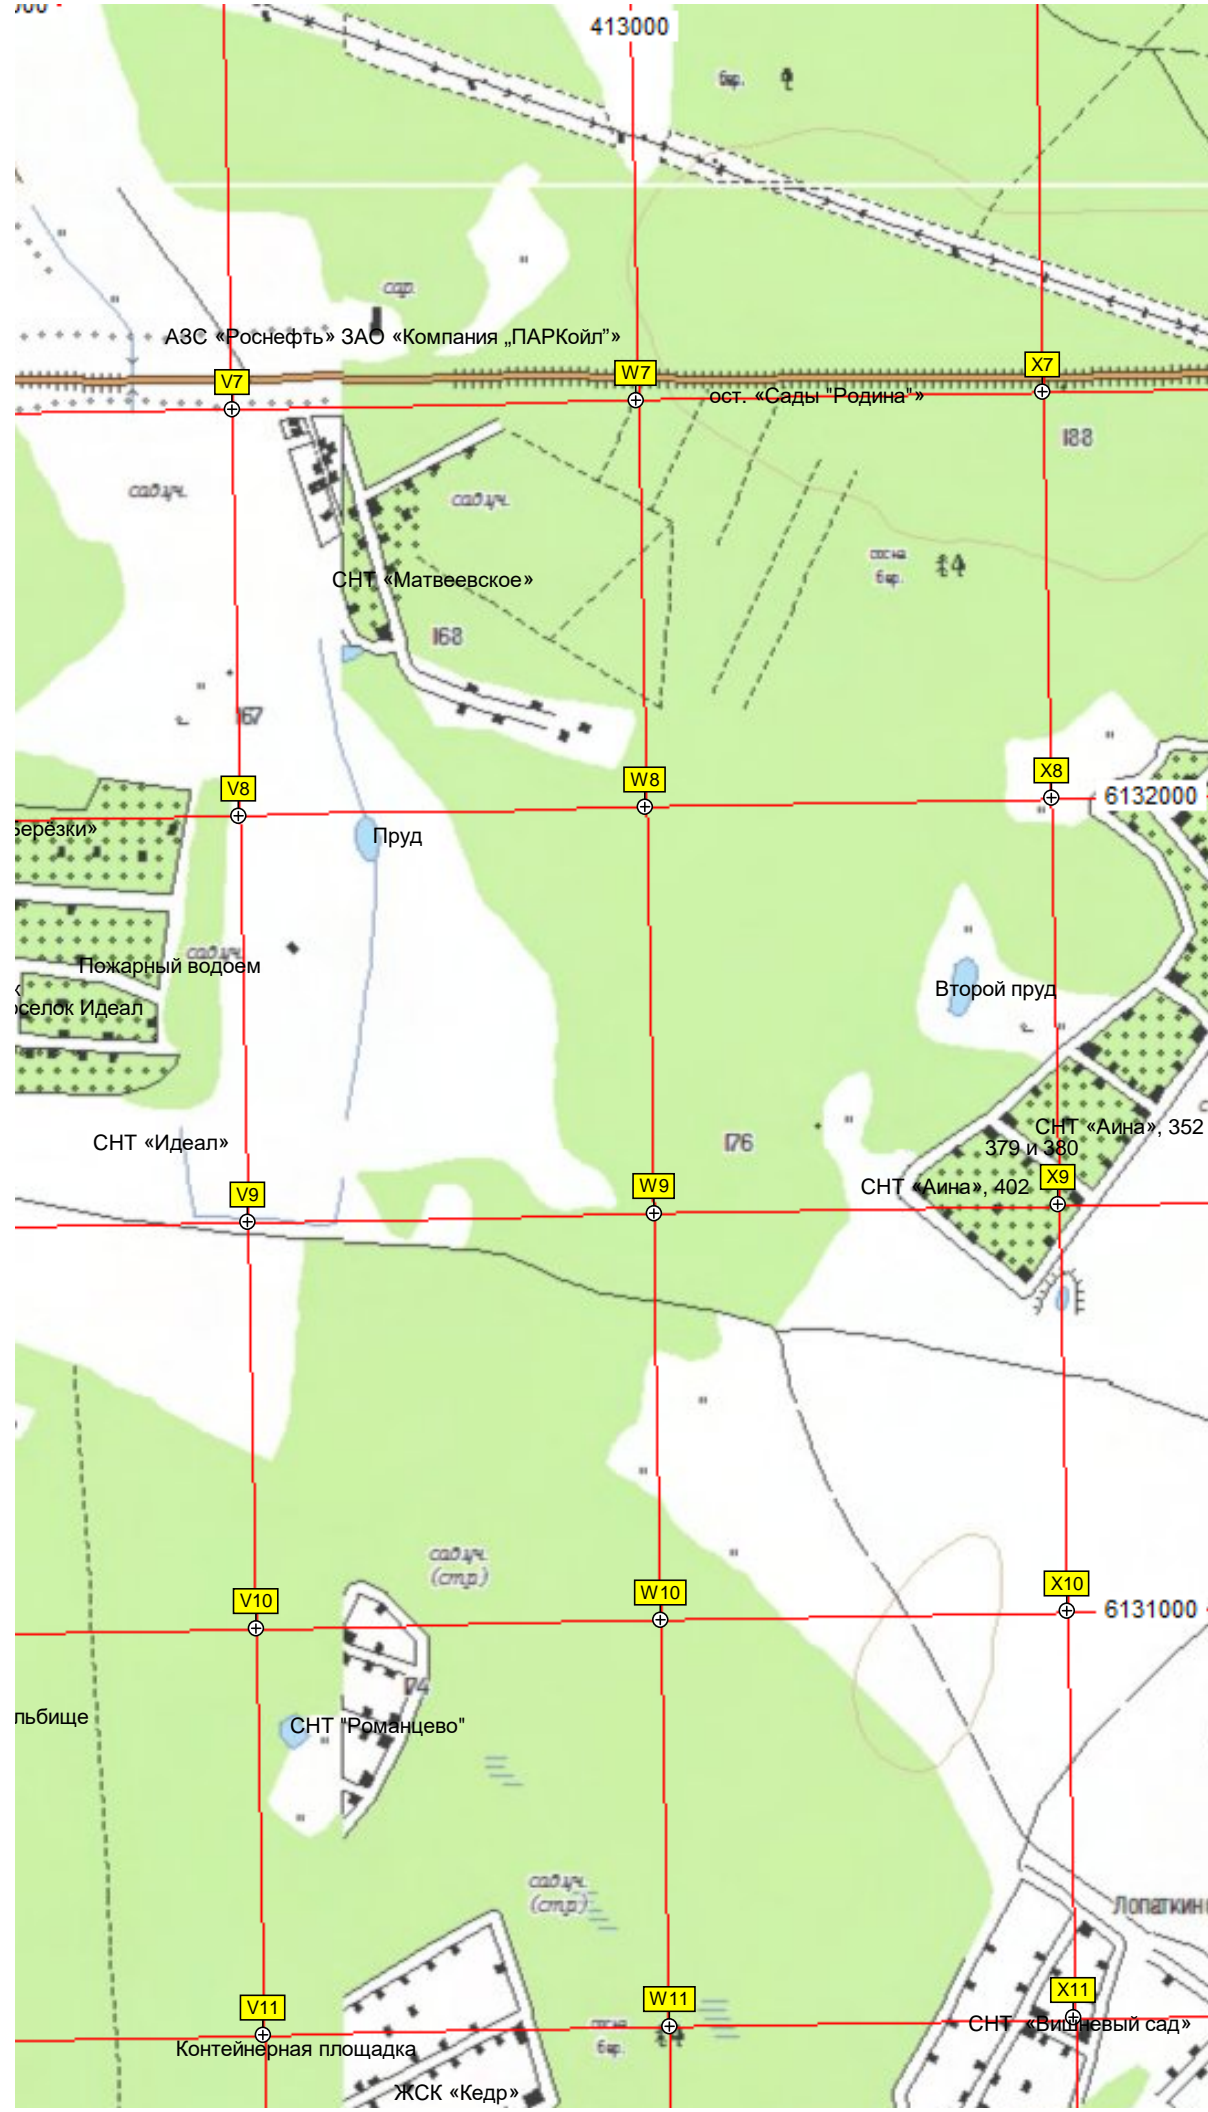 413000
бер.
сар.
АЗС «Роснефть» ЗАО «Компания „ПАРКойл”»
V7
W7
X7
ост. «Сады "Родина"»
188
сад.уч.
сад.уч.
сосна
бер.
СНТ «Матвеевское»
168
167
V8
W8
X8
6132000
Берёзки»
Пруд
сад.уч.
Пожарный водоем
Второй пруд
оселок Идеал
СНТ «Идеал»
176
СНТ «Аина», 352
379 и 380
СНТ «Аина», 402
V9
W9
X9
сад.уч.
(стр.)
V10
W10
X10
6131000
174
льбище
СНТ "Романцево"
сад.уч.
(стр.)
Лопаткин
V11
W11
X11
СНТ «Вишневый сад»
сосна
бер.
Контейнерная площадка
ЖСК «Кедр»